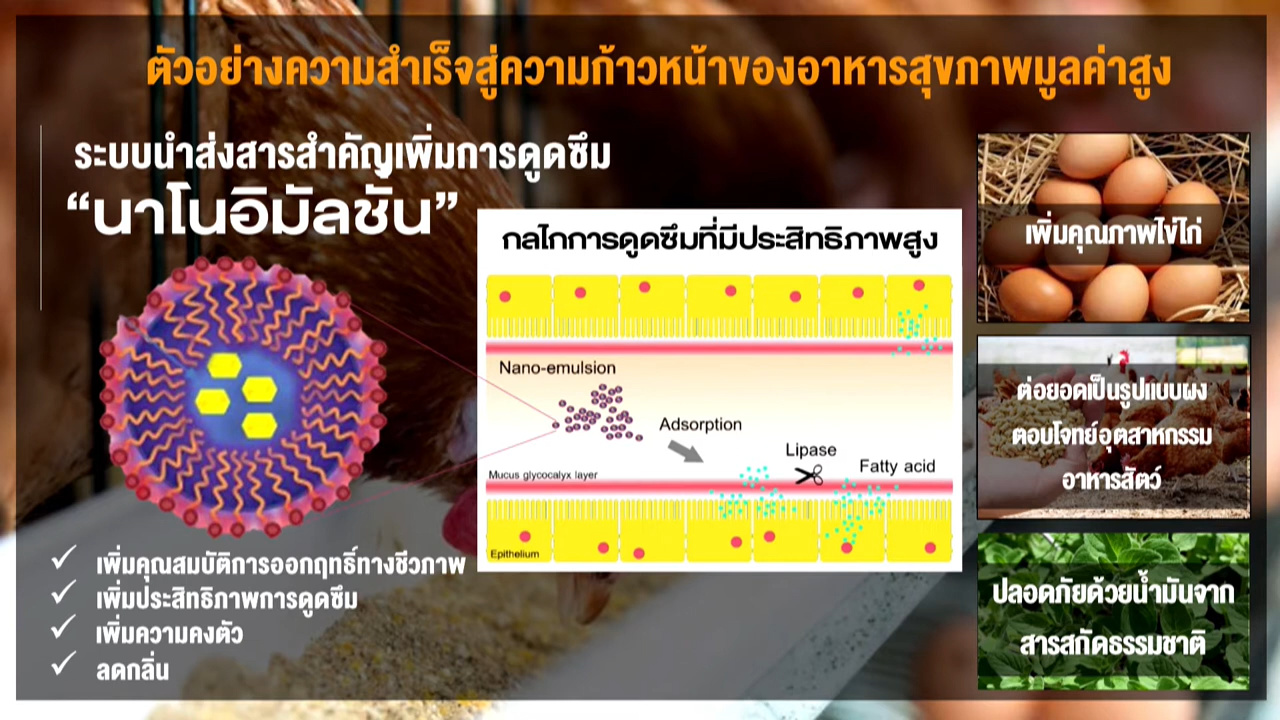 ตัวอย่างความสำเร็จสู่ความก้าวหน้าของอาหารสุขภาพมูลค่าสูง
ระบบนำส่งสารสำคัญเพิ่มการดูดซึม
“นาโนอิมัลชั่น”
กลไกการดูดซึมที่มีประสิทธิภาพสูง
Nano-emulsion
Adsorption
Lipase
Fatty acid
Mucus glycocalyx layer
Epithelium
✓ เพิ่มคุณสมบัติการออกฤทธิ์ทางชีวภาพ
✓ เพิ่มประสิทธิภาพการดูดซึม
✓ เพิ่มความคงตัว
✓ ลดกลิ่น
เพิ่มคุณภาพไข่ไก่
ต่อยอดเป็นรูปแบบผง
ตอบโจทย์อุตสาหกรรม
อาหารสัตว์
ปลอดภัยด้วยน้ำมันจาก
สารสกัดธรรมชาติ